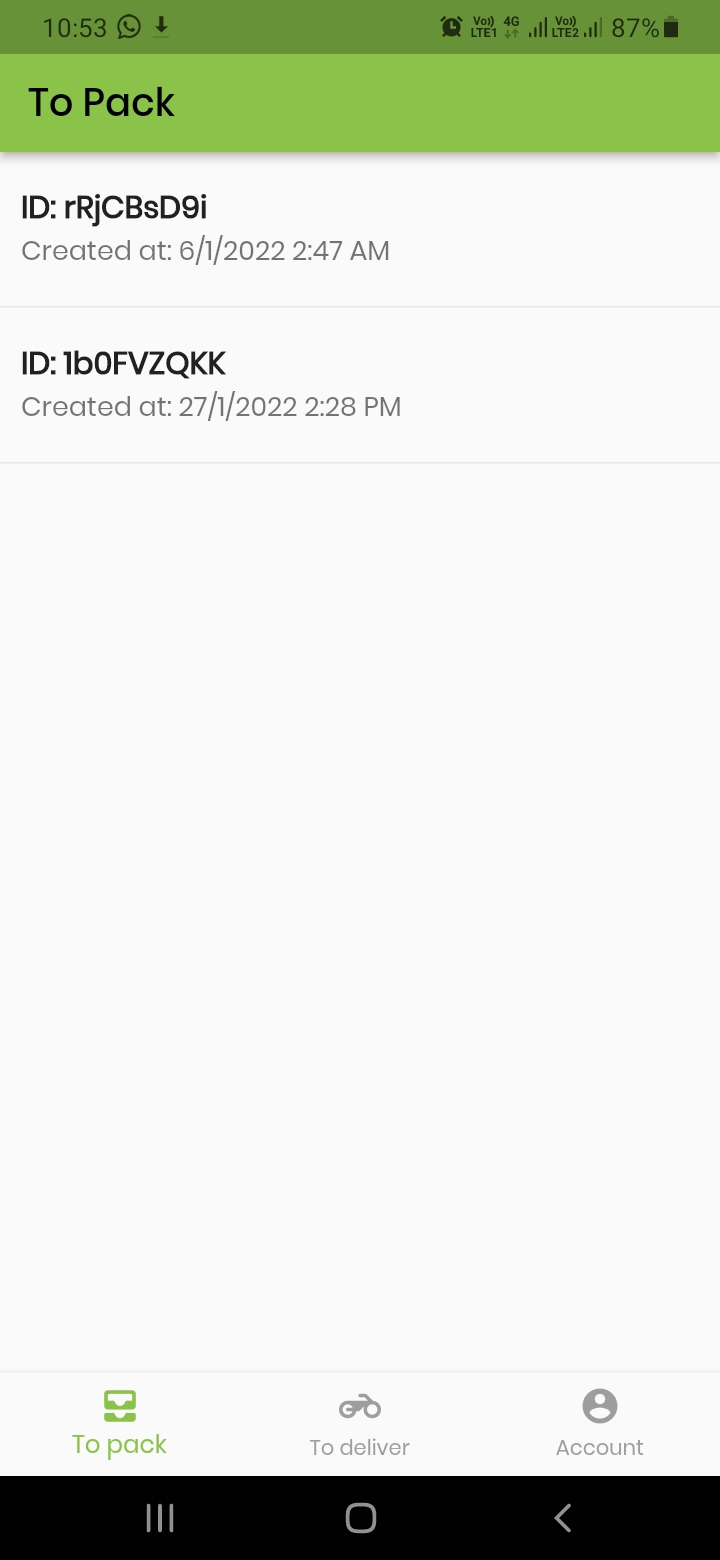 10:53 Vo)) LTE1 4G Vo)) LTE2 87%
To Pack
ID: rRjCBsD9i
Created at: 6/1/2022 2:47 AM
ID: 1b0FVZQKK
Created at: 27/1/2022 2:28 PM
To pack To deliver Account